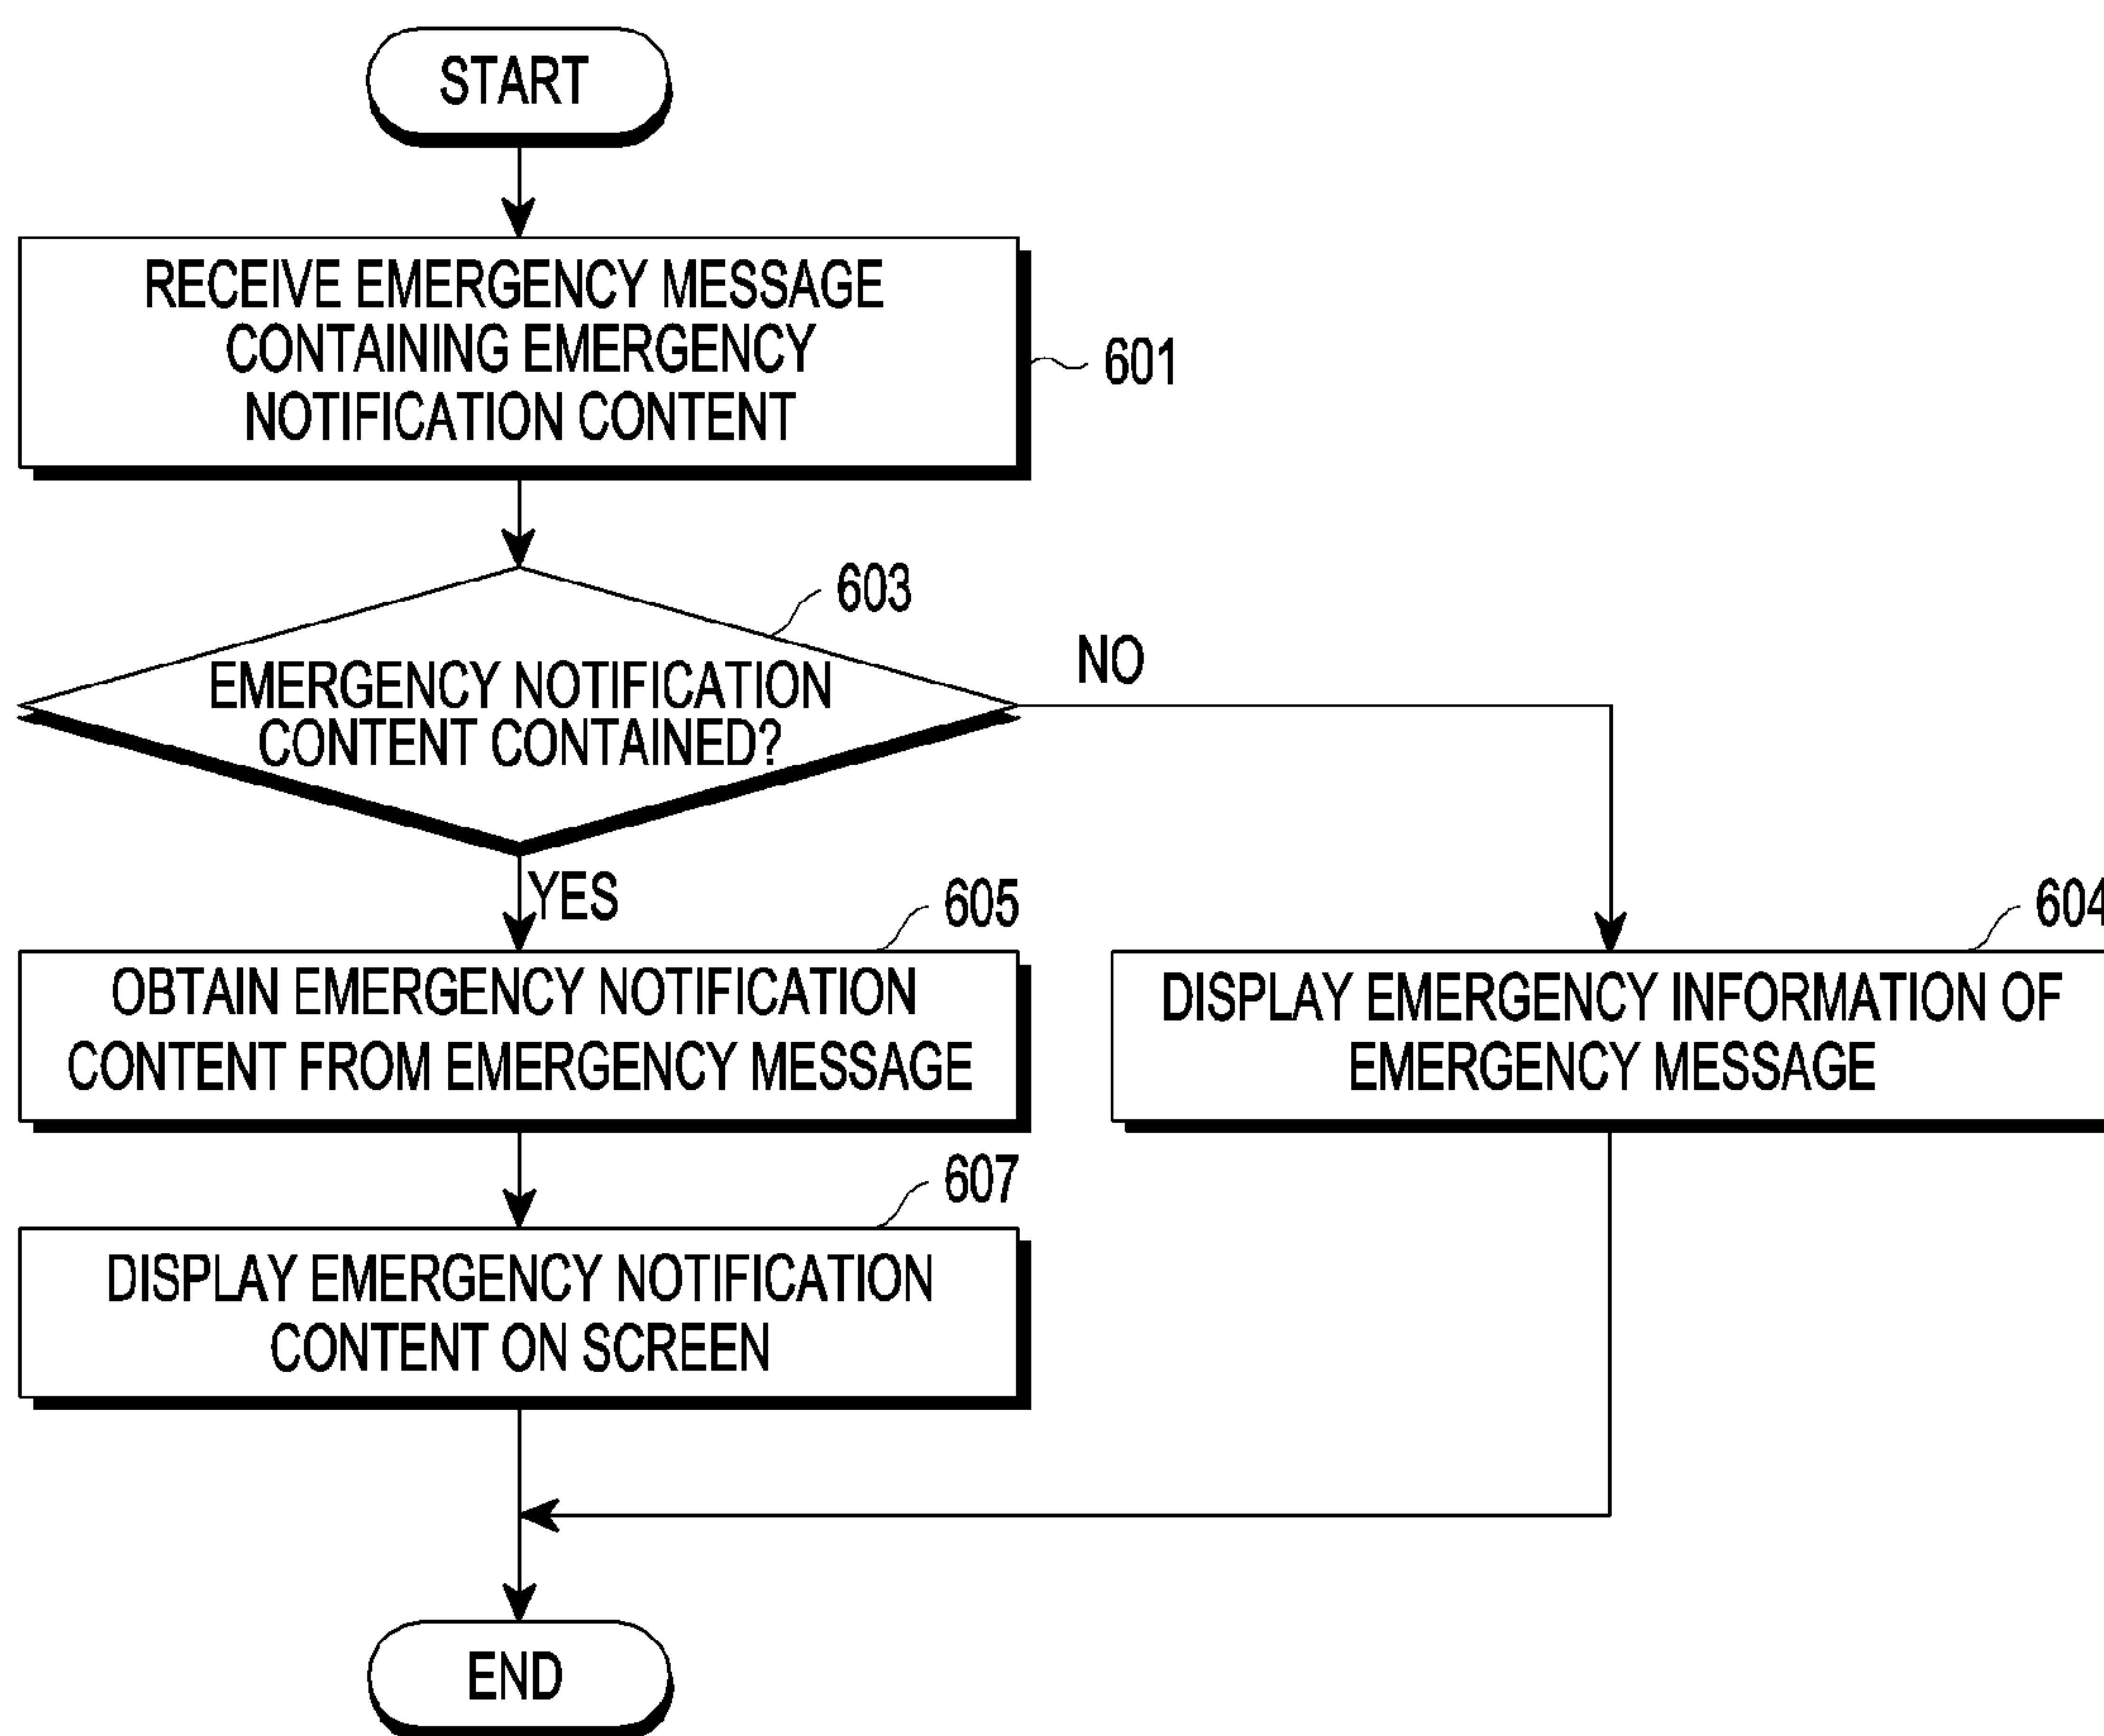 START
RECEIVE EMERGENCY MESSAGE
CONTAINING EMERGENCY
NOTIFICATION CONTENT
601
603
EMERGENCY NOTIFICATION
CONTENT CONTAINED?
NO
YES
605
OBTAIN EMERGENCY NOTIFICATION
CONTENT FROM EMERGENCY MESSAGE
604
DISPLAY EMERGENCY INFORMATION OF
EMERGENCY MESSAGE
607
DISPLAY EMERGENCY NOTIFICATION
CONTENT ON SCREEN
END